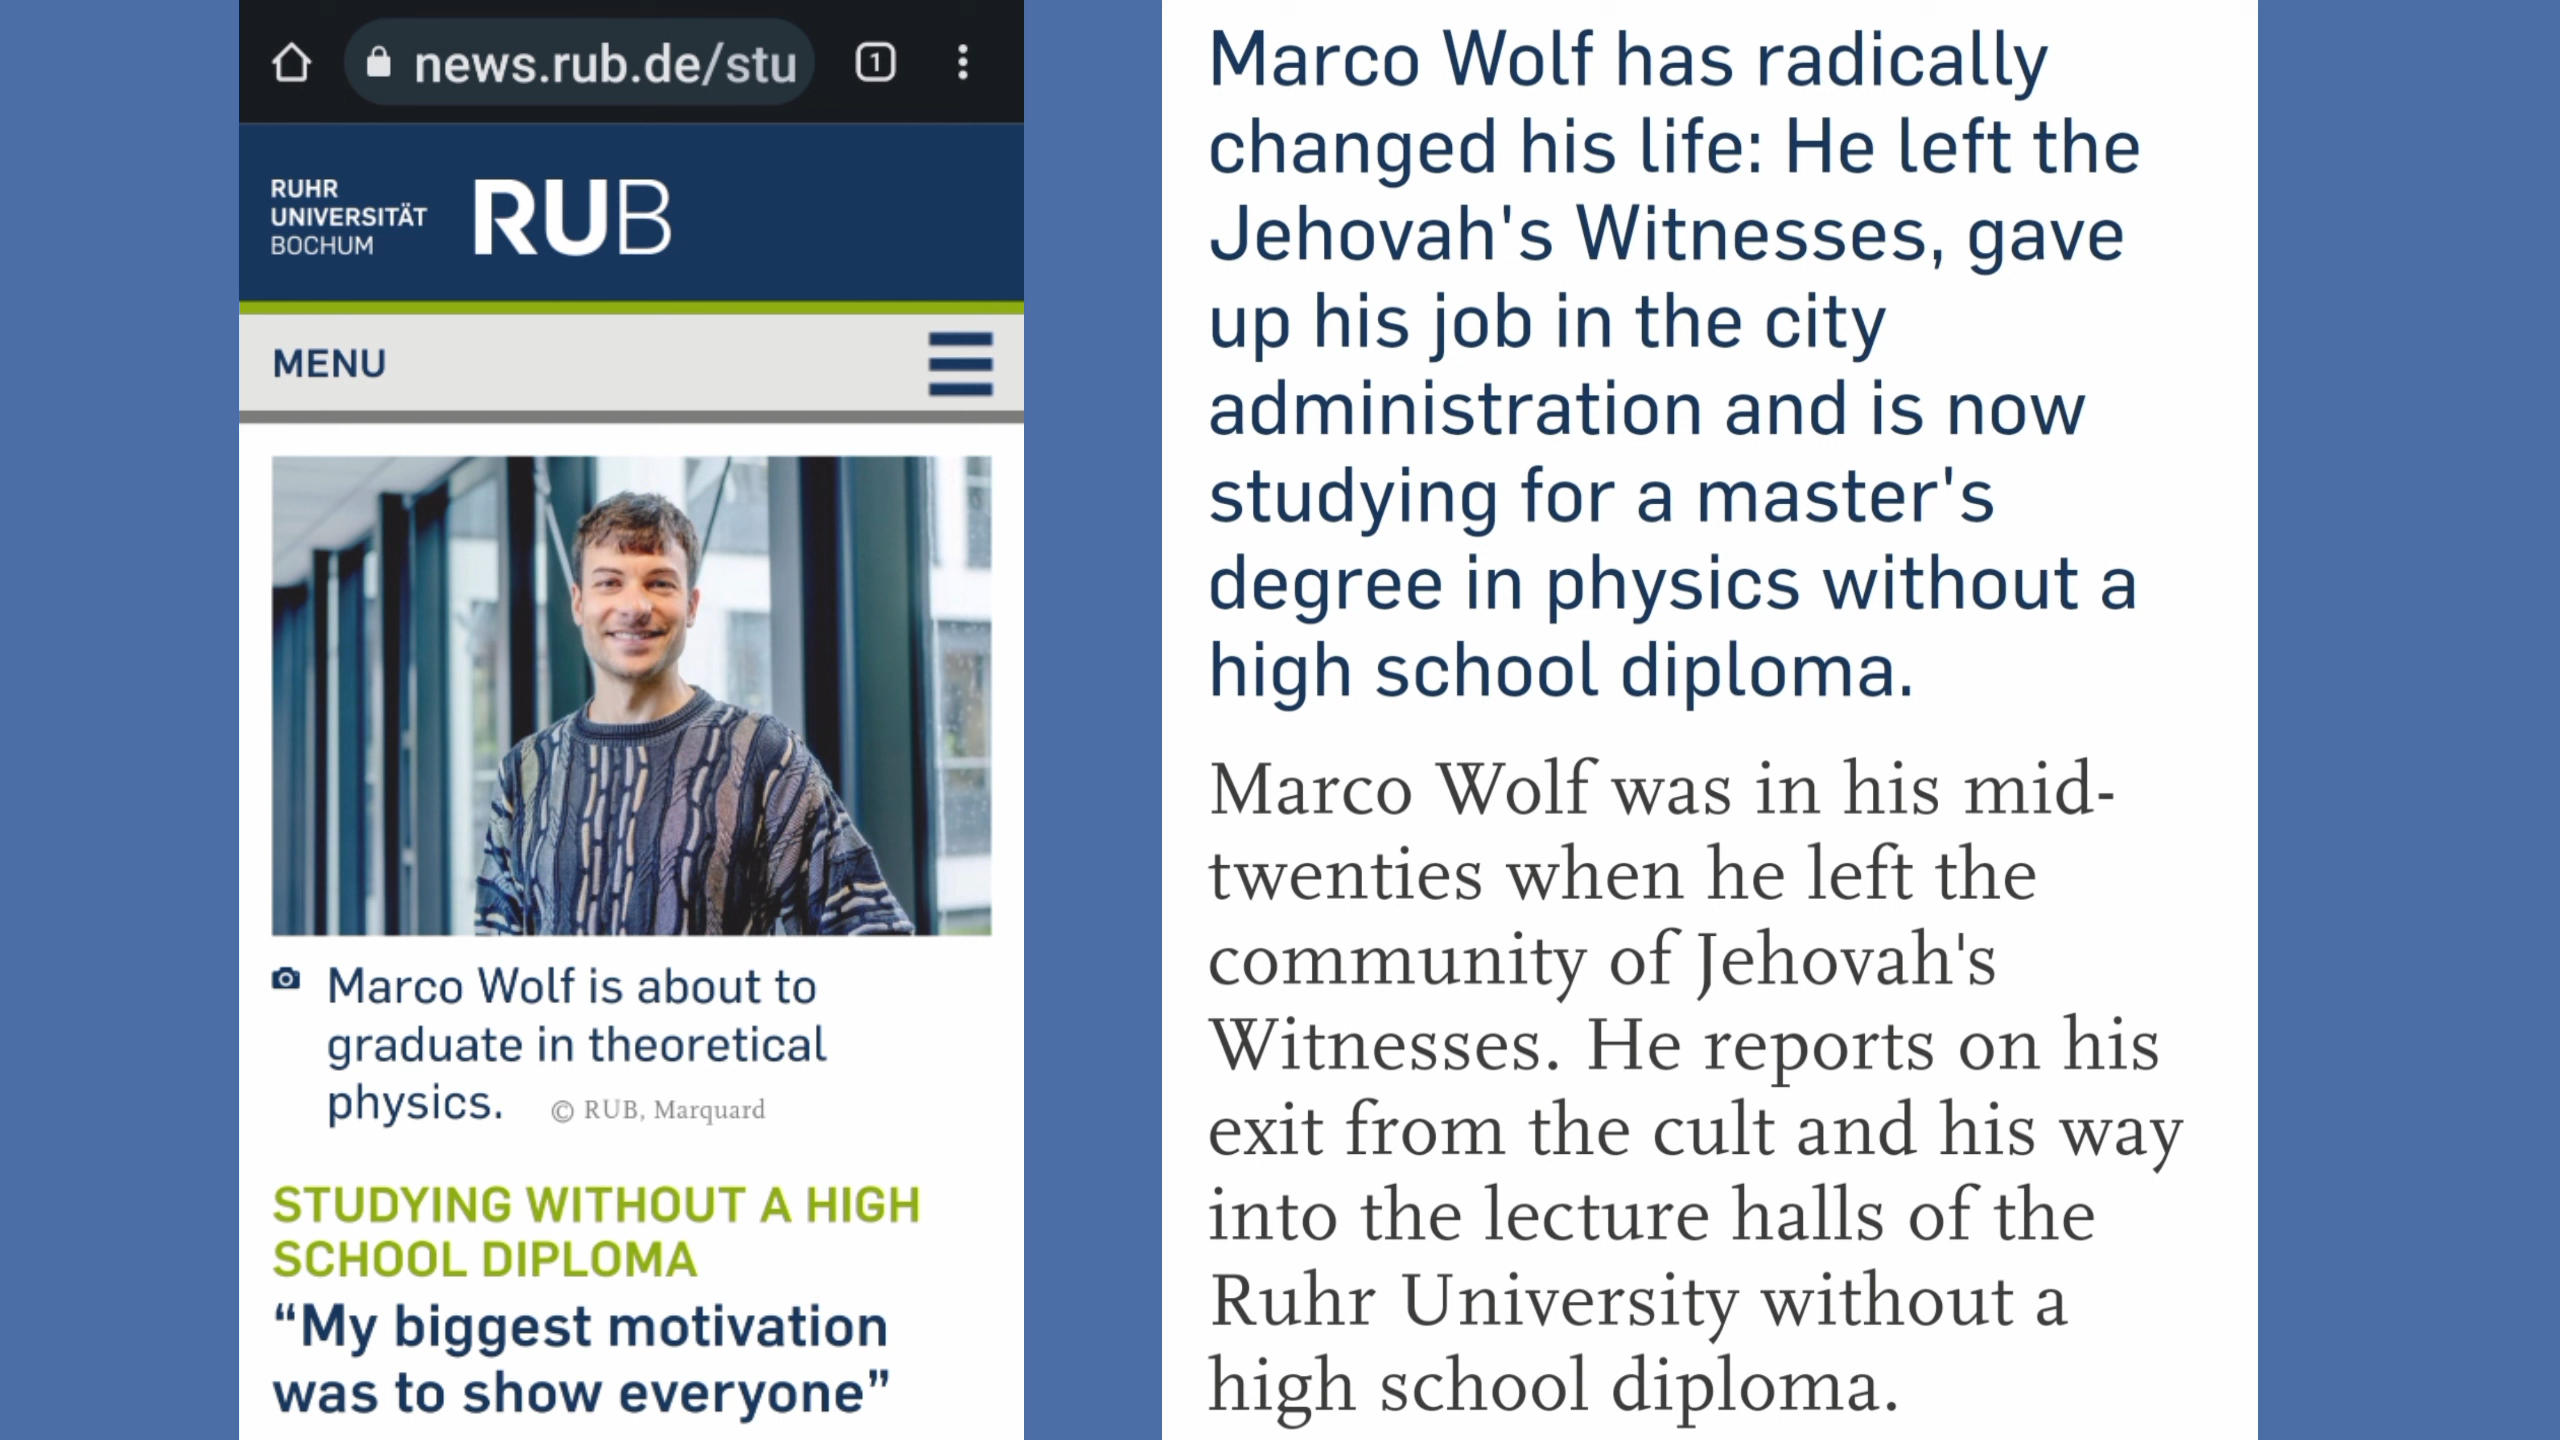 news.rub.de/stu
1
RUHR
UNIVERSITÄT
BOCHUM
RUB
MENU
Marco Wolf is about to
graduate in theoretical
physics. © RUB, Marquard
STUDYING WITHOUT A HIGH
SCHOOL DIPLOMA
“My biggest motivation
was to show everyone”
Marco Wolf has radically
changed his life: He left the
Jehovah's Witnesses, gave
up his job in the city
administration and is now
studying for a master's
degree in physics without a
high school diploma.
Marco Wolf was in his mid-
twenties when he left the
community of Jehovah's
Witnesses. He reports on his
exit from the cult and his way
into the lecture halls of the
Ruhr University without a
high school diploma.